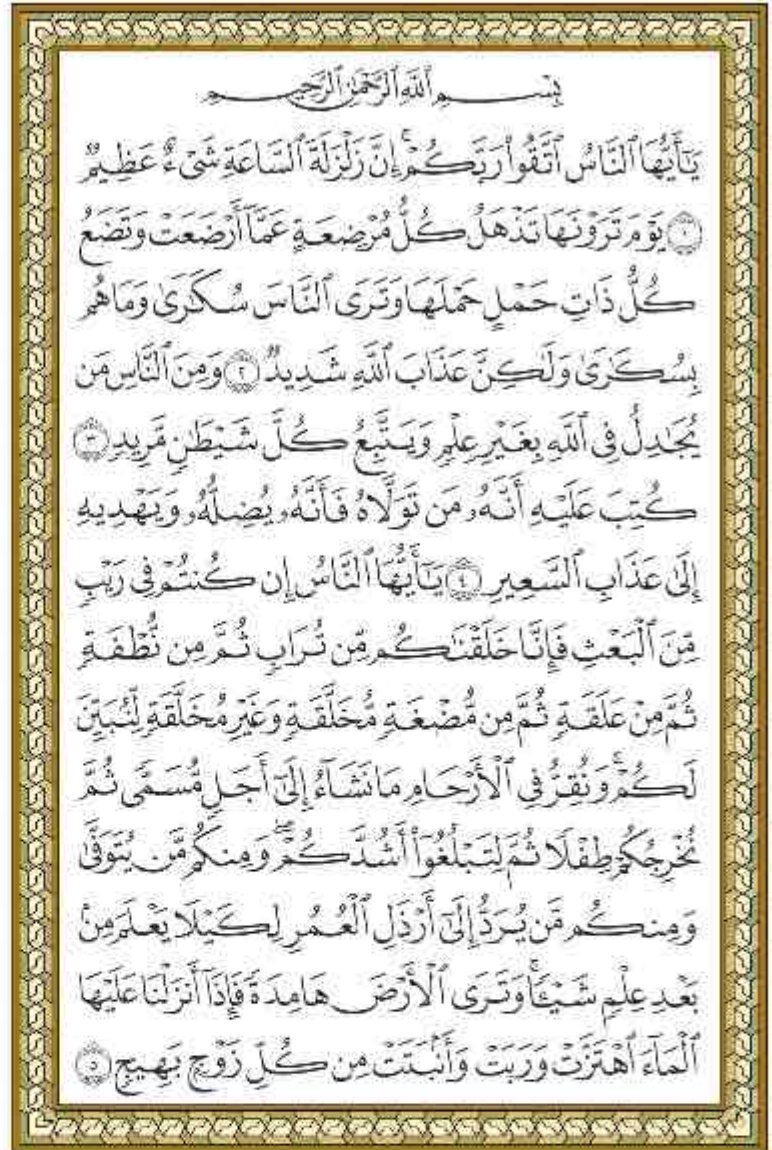 بِسْمِ ٱللَّهِ ٱلرَّحْمَٰنِ ٱلرَّحِيمِ
يَٰٓأَيُّهَا ٱلنَّاسُ ٱتَّقُوا۟ رَبَّكُمْ ۚ إِنَّ زَلْزَلَةَ ٱلسَّاعَةِ شَىْءٌ عَظِيمٌ
١ يَوْمَ تَرَوْنَهَا تَذْهَلُ كُلُّ مُرْضِعَةٍ عَمَّآ أَرْضَعَتْ وَتَضَعُ
كُلُّ ذَاتِ حَمْلٍ حَمْلَهَا وَتَرَى ٱلنَّاسَ سُكَٰرَىٰ وَمَا هُم
بِسُكَٰرَىٰ وَلَٰكِنَّ عَذَابَ ٱللَّهِ شَدِيدٌ ٢ وَمِنَ ٱلنَّاسِ مَن
يُجَٰدِلُ فِى ٱللَّهِ بِغَيْرِ عِلْمٍ وَيَتَّبِعُ كُلَّ شَيْطَٰنٍ مَّرِيدٍ ٣
كُتِبَ عَلَيْهِ أَنَّهُۥ مَن تَوَلَّاهُ فَأَنَّهُۥ يُضِلُّهُۥ وَيَهْدِيهِ
إِلَىٰ عَذَابِ ٱلسَّعِيرِ ٤ يَٰٓأَيُّهَا ٱلنَّاسُ إِن كُنتُمْ فِى رَيْبٍ
مِّنَ ٱلْبَعْثِ فَإِنَّا خَلَقْنَٰكُم مِّن تُرَابٍ ثُمَّ مِن نُّطْفَةٍ
ثُمَّ مِنْ عَلَقَةٍ ثُمَّ مِن مُّضْغَةٍ مُّخَلَّقَةٍ وَغَيْرِ مُخَلَّقَةٍ لِّنُبَيِّنَ
لَكُمْ ۚ وَنُقِرُّ فِى ٱلْأَرْحَامِ مَا نَشَآءُ إِلَىٰٓ أَجَلٍ مُّسَمًّى ثُمَّ
نُخْرِجُكُمْ طِفْلًا ثُمَّ لِتَبْلُغُوٓا۟ أَشُدَّكُمْ ۖ وَمِنكُم مَّن يُتَوَفَّىٰ
وَمِنكُم مَّن يُرَدُّ إِلَىٰٓ أَرْذَلِ ٱلْعُمُرِ لِكَيْلَا يَعْلَمَ مِنۢ
بَعْدِ عِلْمٍ شَيْـًٔا ۚ وَتَرَى ٱلْأَرْضَ هَامِدَةً فَإِذَآ أَنزَلْنَا عَلَيْهَا
ٱلْمَآءَ ٱهْتَزَّتْ وَرَبَتْ وَأَنۢبَتَتْ مِن كُلِّ زَوْجٍۭ بَهِيجٍ ٥